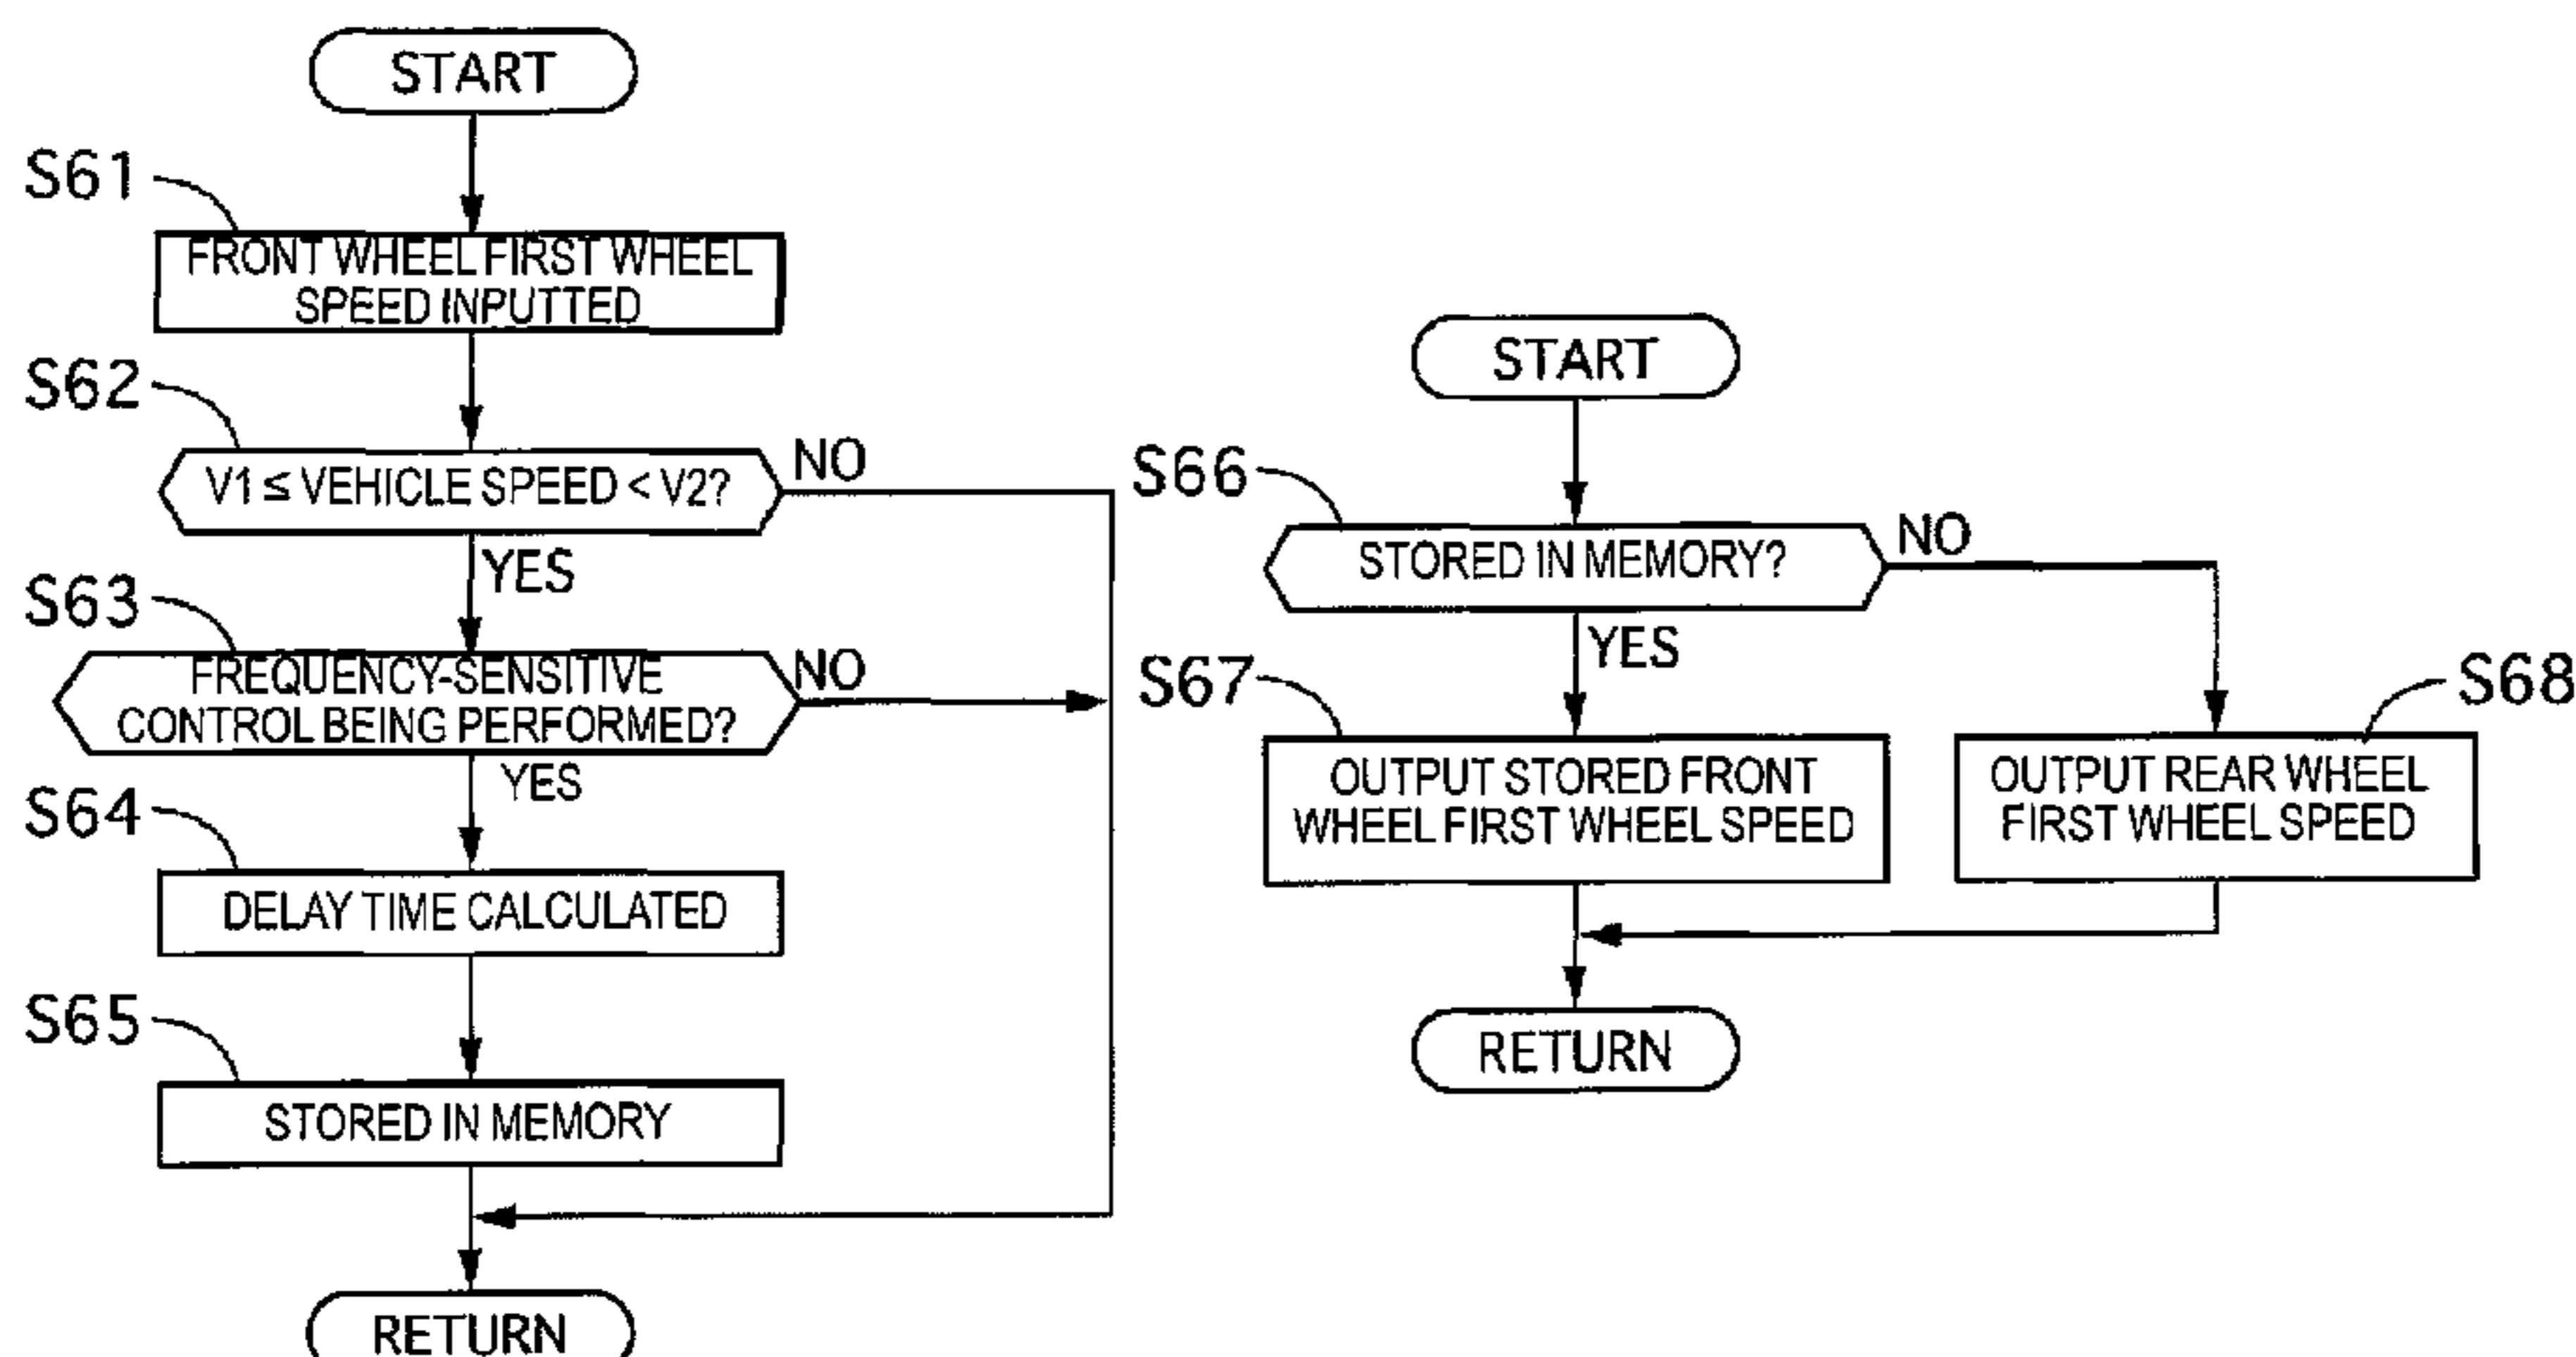 START
S61
FRONT WHEEL FIRST WHEEL
SPEED INPUTTED
S62
V1 ≤ VEHICLE SPEED < V2?
NO
YES
S63
FREQUENCY-SENSITIVE
CONTROL BEING PERFORMED?
NO
YES
S64
DELAY TIME CALCULATED
S65
STORED IN MEMORY
RETURN
START
S66
STORED IN MEMORY?
NO
YES
S67
OUTPUT STORED FRONT
WHEEL FIRST WHEEL SPEED
S68
OUTPUT REAR WHEEL
FIRST WHEEL SPEED
RETURN